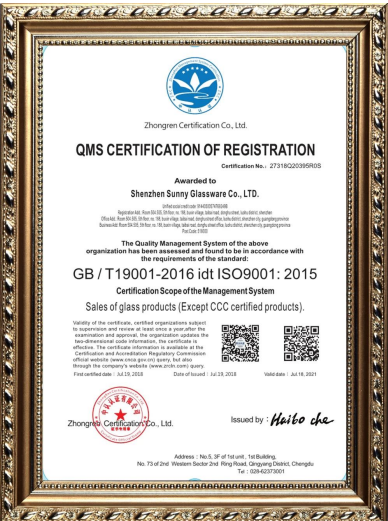 Zhongren Certification Co., Ltd.
QMS CERTIFICATION OF REGISTRATION
Certification No.: 27318Q20395R0S
Awarded to
Shenzhen Sunny Glassware Co., LTD.
The Quality Management System of the above
organization has been assessed and found to be in accordance with
the requirements of the standard:
GB / T19001-2016 idt ISO9001: 2015
Certification Scope of the Management System
Sales of glass products (Except CCC certified products).
Validity of the certificate, certified organizations subject
to supervision and review at least once a year,after the
examination and approval, the organization updates the
two-dimensional code information, the certificate is
effective. The certificate information is available at the
Certification and Accreditation Regulatory Commission
official website (www.cnca.gov.cn) query, but also
through the company's website (www.zrcln.com) query.
First certified date : Jul.19, 2018 Date of Issued : Jul.19, 2018 Valid date : Jul.18, 2021
Zhongren Certification Co., Ltd.
Issued by : Haibo che
Address : No.5, 3F of 1st unit , 1st Building,
No. 73 of 2nd Western Sector 2nd Ring Road, Qingyang District, Chengdu
Tel : 028-62373001